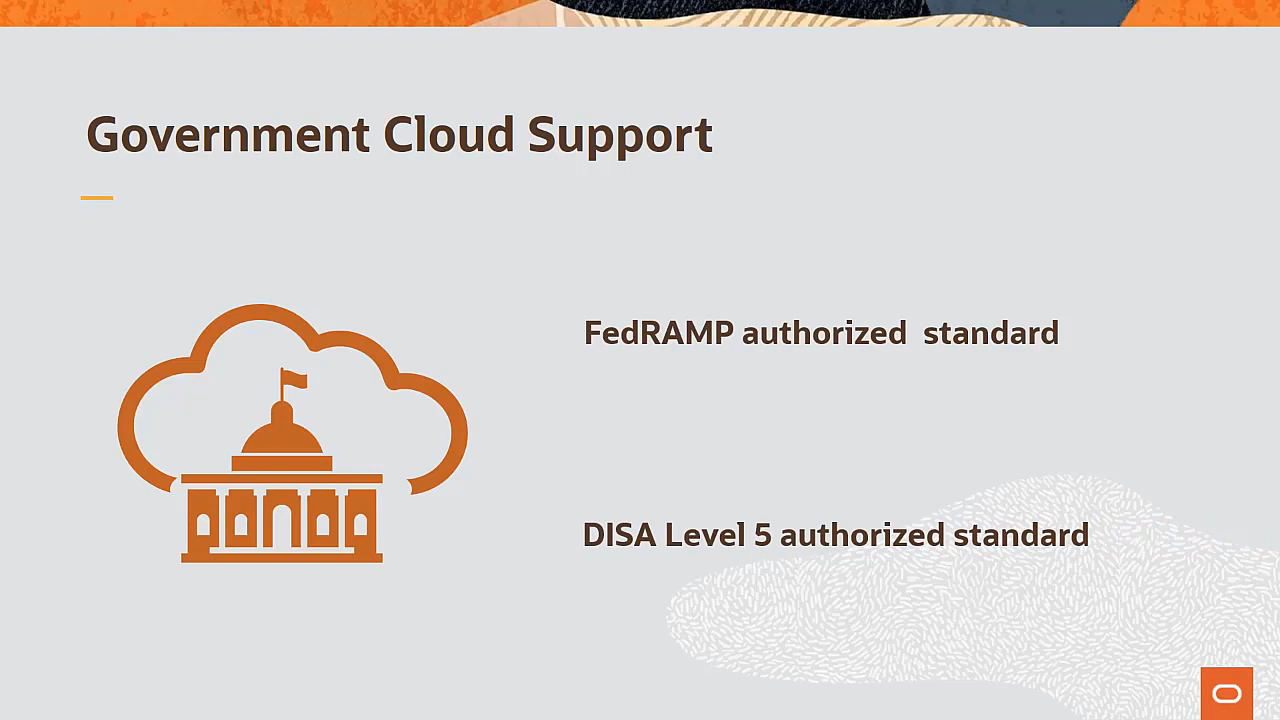 Government Cloud Support
FedRAMP authorized  standard
DISA Level 5 authorized standard